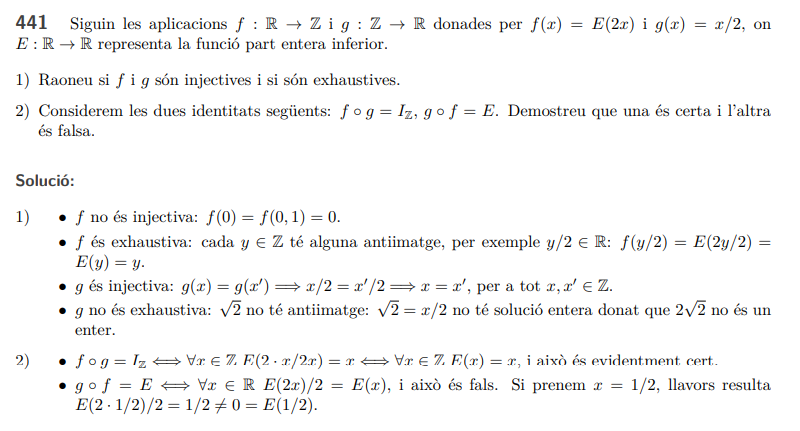 441 Siguin les aplicacions f : ℝ → ℤ i g : ℤ → ℝ donades per f(x) = E(2x) i g(x) = x/2, on
E : ℝ → ℝ representa la funció part entera inferior.
1) Raoneu si f i g són injectives i si són exhaustives.
2) Considerem les dues identitats següents: f ∘ g = I_ℤ, g ∘ f = E. Demostreu que una és certa i l'altra
és falsa.
Solució:
1) • f no és injectiva: f(0) = f(0,1) = 0.
• f és exhaustiva: cada y ∈ ℤ té alguna antiimatge, per exemple y/2 ∈ ℝ: f(y/2) = E(2y/2) =
E(y) = y.
• g és injectiva: g(x) = g(x′) ⟹ x/2 = x′/2 ⟹ x = x′, per a tot x, x′ ∈ ℤ.
• g no és exhaustiva: √2 no té antiimatge: √2 = x/2 no té solució entera donat que 2√2 no és un
enter.
2) • f ∘ g = I_ℤ ⟺ ∀x ∈ ℤ E(2 · x/2x) = x ⟺ ∀x ∈ ℤ E(x) = x, i això és evidentment cert.
• g ∘ f = E ⟺ ∀x ∈ ℝ E(2x)/2 = E(x), i això és fals. Si prenem x = 1/2, llavors resulta
E(2 · 1/2)/2 = 1/2 ≠ 0 = E(1/2).